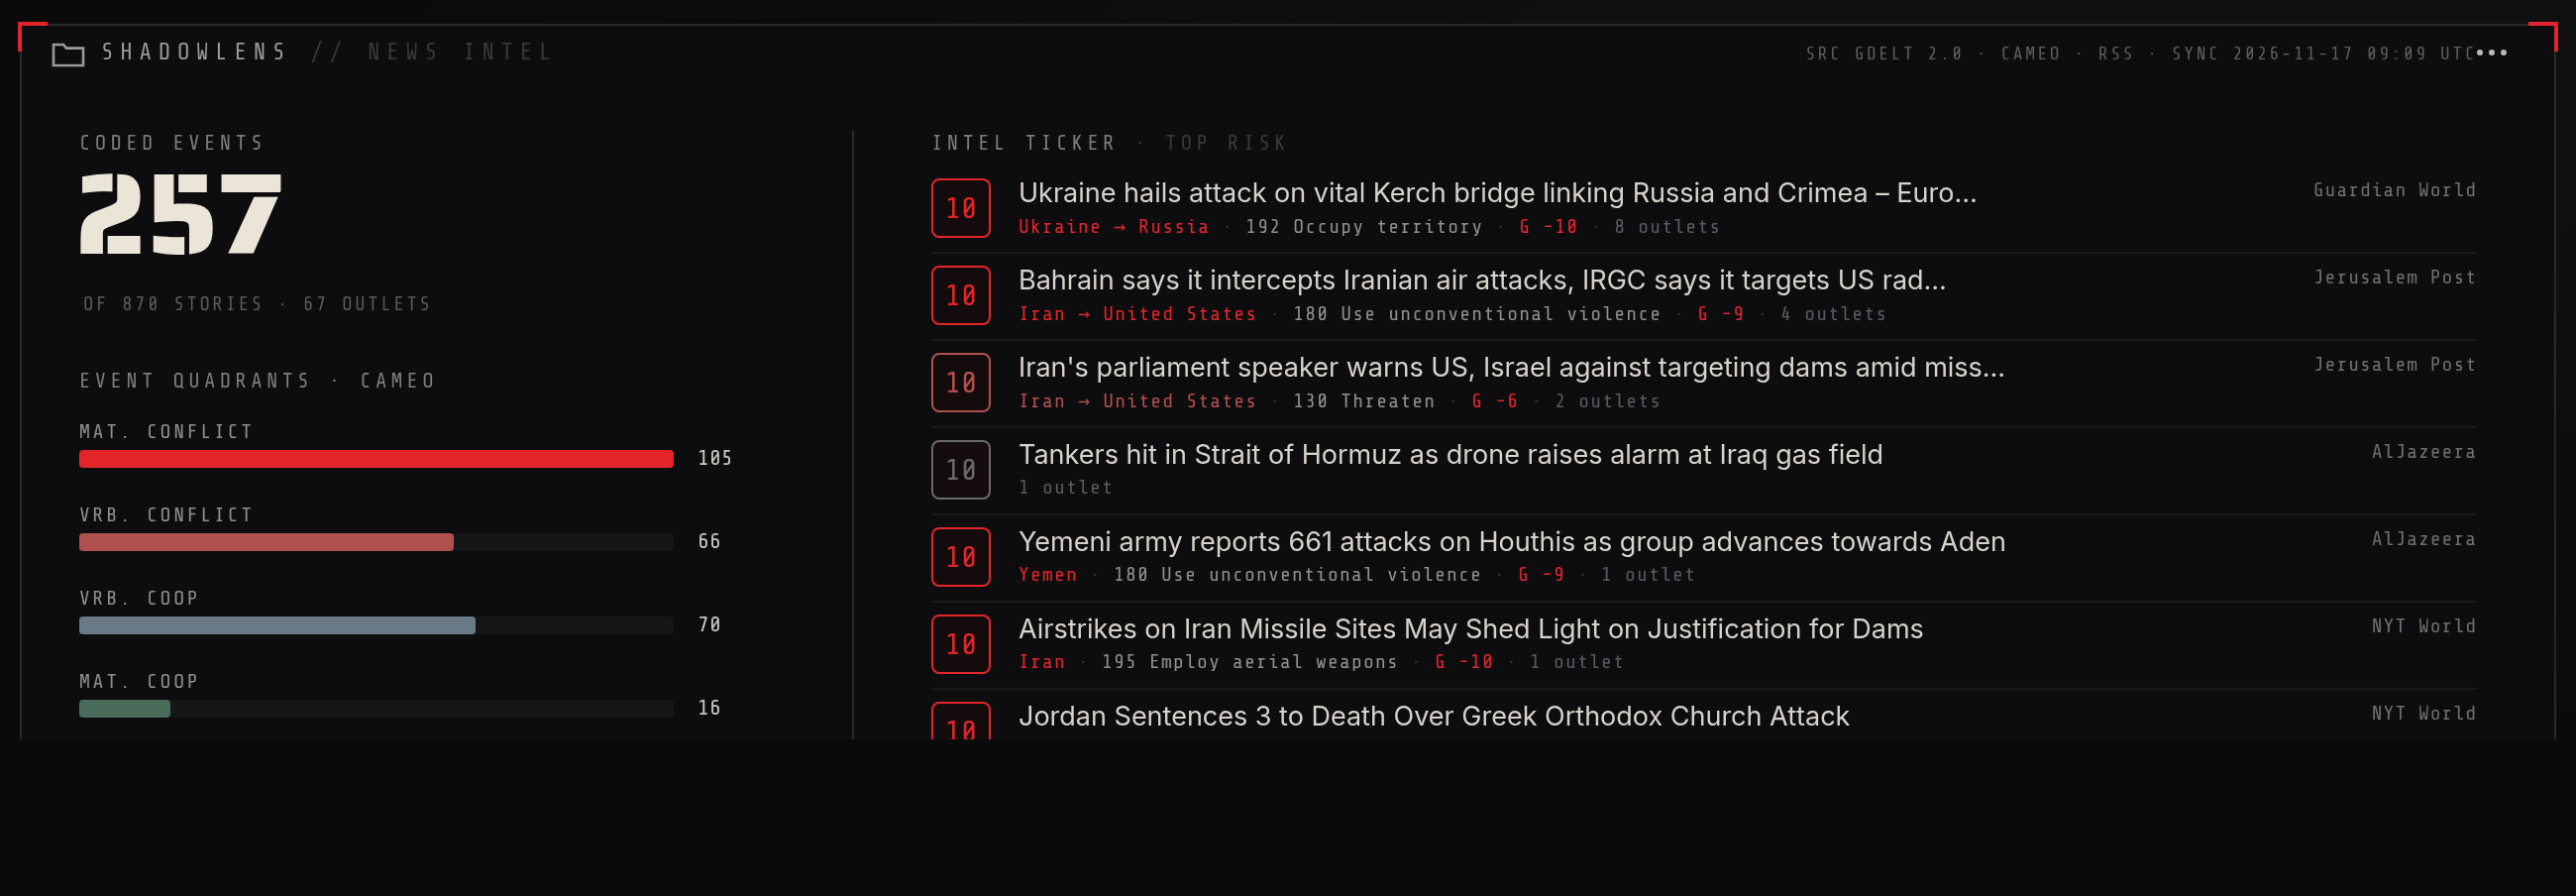 SHADOWLENS // NEWS INTEL
SRC GDELT 2.0 · CAMEO · RSS · SYNC 2026-11-17 09:09 UTC
CODED EVENTS
257
OF 870 STORIES · 67 OUTLETS
EVENT QUADRANTS · CAMEO
MAT. CONFLICT
105
VRB. CONFLICT
66
VRB. COOP
70
MAT. COOP
16
INTEL TICKER · TOP RISK
10 Ukraine hails attack on vital Kerch bridge linking Russia and Crimea – Euro... Guardian World
Ukraine → Russia · 192 Occupy territory · G -10 · 8 outlets
10 Bahrain says it intercepts Iranian air attacks, IRGC says it targets US rad... Jerusalem Post
Iran → United States · 180 Use unconventional violence · G -9 · 4 outlets
10 Iran's parliament speaker warns US, Israel against targeting dams amid miss... Jerusalem Post
Iran → United States · 130 Threaten · G -6 · 2 outlets
10 Tankers hit in Strait of Hormuz as drone raises alarm at Iraq gas field AlJazeera
1 outlet
10 Yemeni army reports 661 attacks on Houthis as group advances towards Aden AlJazeera
Yemen · 180 Use unconventional violence · G -9 · 1 outlet
10 Airstrikes on Iran Missile Sites May Shed Light on Justification for Dams NYT World
Iran · 195 Employ aerial weapons · G -10 · 1 outlet
10 Jordan Sentences 3 to Death Over Greek Orthodox Church Attack NYT World